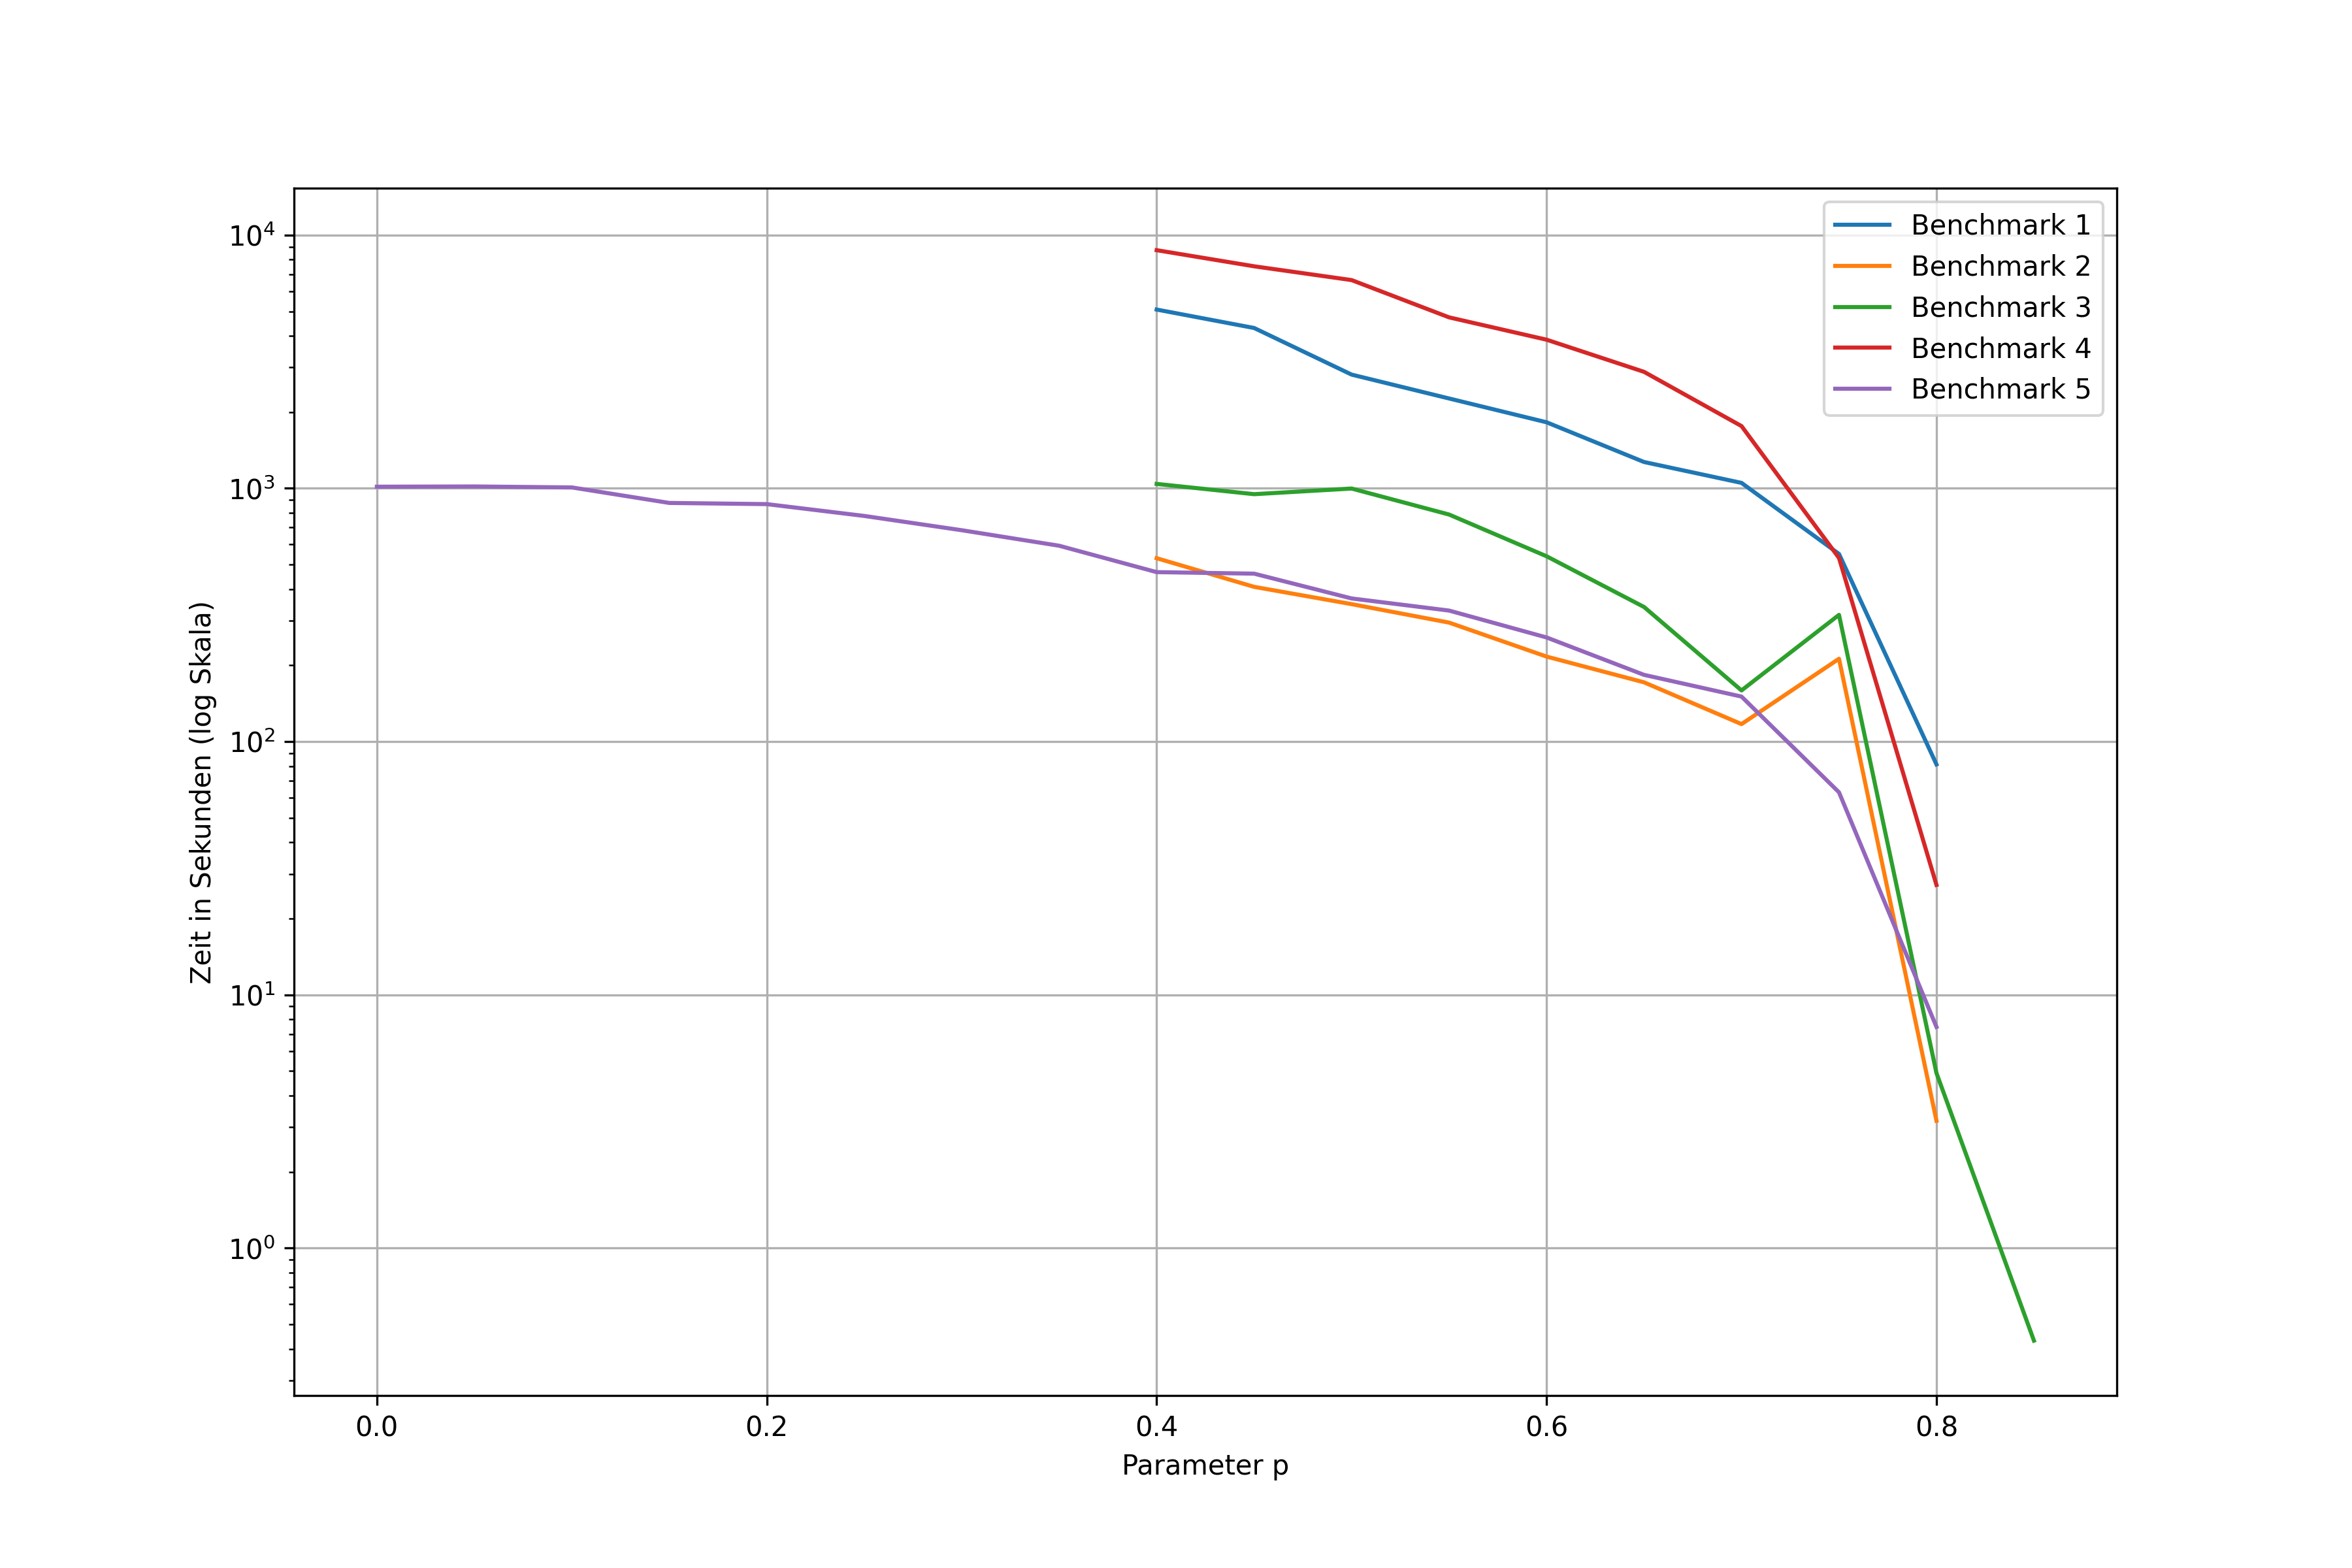 Benchmark 1
Benchmark 2
Benchmark 3
Benchmark 4
Benchmark 5
Zeit in Sekunden (log Skala)
10⁴
10³
10²
10¹
10⁰
0.0 0.2 0.4 0.6 0.8
Parameter p